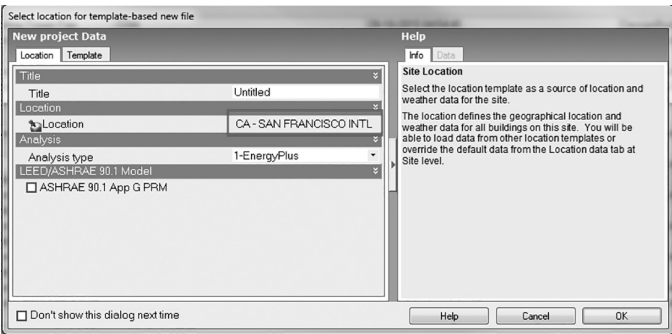 Select location for template-based new file
New project Data
Location Template
Title
Title Untitled
Location
Location CA - SAN FRANCISCO INTL
Analysis
Analysis type 1-EnergyPlus
LEED/ASHRAE 90.1 Model
ASHRAE 90.1 App G PRM
Help
Info Data
Site Location
Select the location template as a source of location and
weather data for the site.
The location defines the geographical location and
weather data for all buildings on this site. You will be
able to load data from other location templates or
override the default data from the Location data tab at
Site level.
Don't show this dialog next time
Help Cancel OK